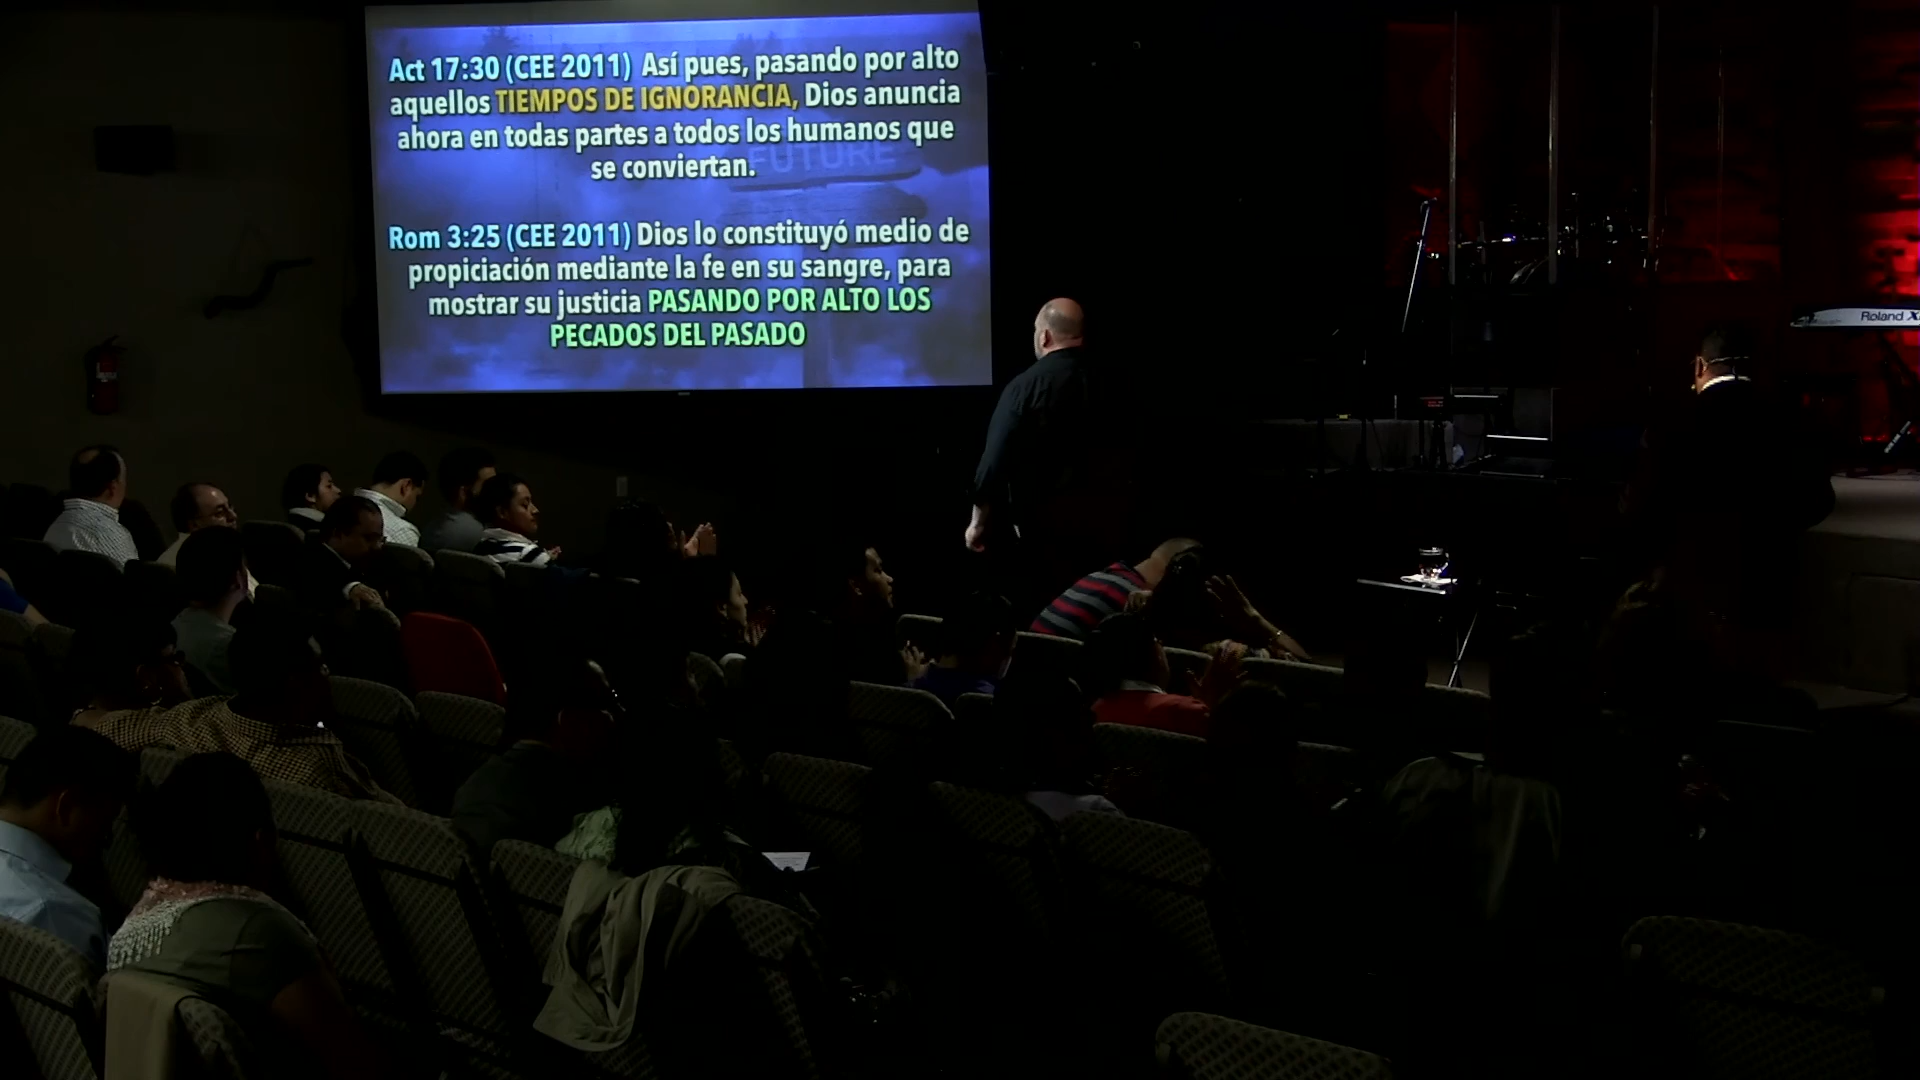 Act 17:30 (CEE 2011) Así pues, pasando por alto
aquellos TIEMPOS DE IGNORANCIA, Dios anuncia
ahora en todas partes a todos los humanos que
se conviertan.
FUTURE
Rom 3:25 (CEE 2011) Dios lo constituyó medio de
propiciación mediante la fe en su sangre, para
mostrar su justicia PASANDO POR ALTO LOS
PECADOS DEL PASADO
Roland